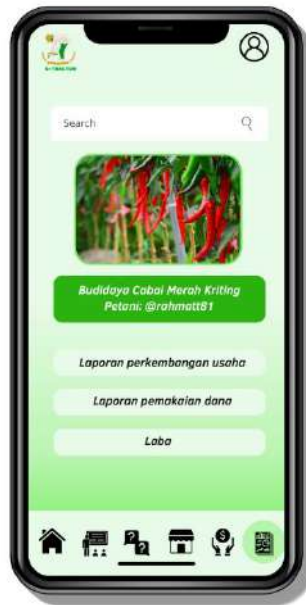 Search
Budidaya Cabai Merah Kriting
Petani: @rahmatt81
Laporan perkembangan usaha
Laporan pemakaian dana
Laba